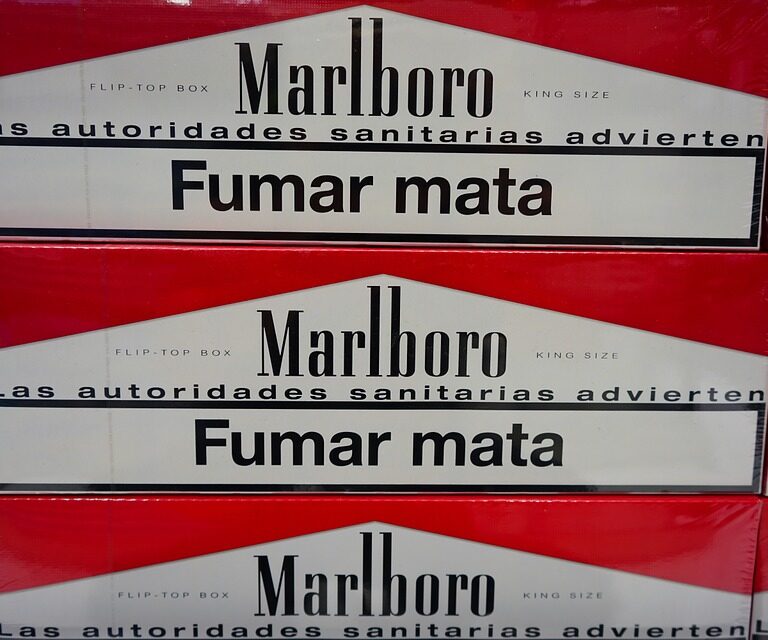 Marlboro
FLIP-TOP BOX KING SIZE
as autoridades sanitarias advierten
Fumar mata
Marlboro
FLIP-TOP BOX KING SIZE
Las autoridades sanitarias advierten
Fumar mata
Marlboro
FLIP-TOP BOX KING SIZE
Las autoridades sanitarias advierten L